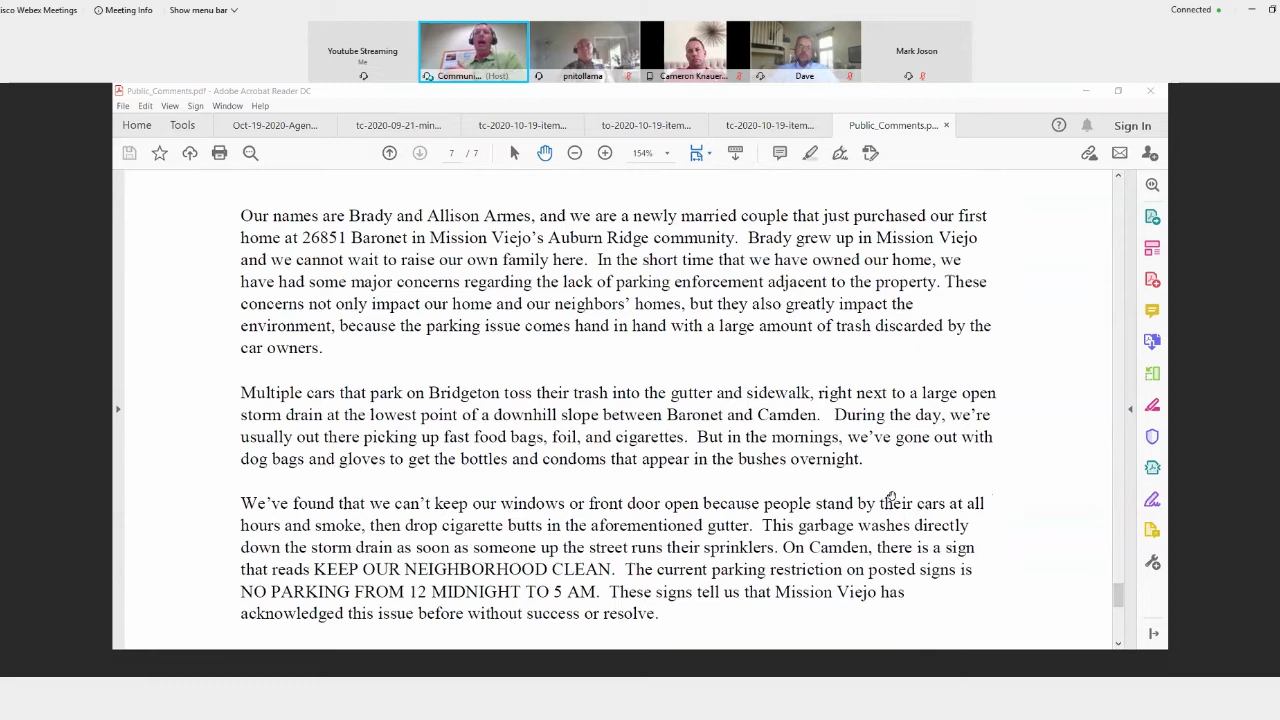 isco Webex Meetings
Meeting Info
Show menu bar
Connected
Youtube Streaming
Me
Communi... (Host)
pnitollama
Cameron Knauer...
Dave
Mark Joson
Public_Comments.pdf - Adobe Acrobat Reader DC
File Edit View Sign Window Help
Home Tools Oct-19-2020-Agen... tc-2020-09-21-min... tc-2020-10-19-item... to-2020-10-19-item... tc-2020-10-19-item... Public_Comments.p... × Sign In
7 / 7 154%
Our names are Brady and Allison Armes, and we are a newly married couple that just purchased our first
home at 26851 Baronet in Mission Viejo's Auburn Ridge community. Brady grew up in Mission Viejo
and we cannot wait to raise our own family here. In the short time that we have owned our home, we
have had some major concerns regarding the lack of parking enforcement adjacent to the property. These
concerns not only impact our home and our neighbors' homes, but they also greatly impact the
environment, because the parking issue comes hand in hand with a large amount of trash discarded by the
car owners.
Multiple cars that park on Bridgeton toss their trash into the gutter and sidewalk, right next to a large open
storm drain at the lowest point of a downhill slope between Baronet and Camden. During the day, we're
usually out there picking up fast food bags, foil, and cigarettes. But in the mornings, we've gone out with
dog bags and gloves to get the bottles and condoms that appear in the bushes overnight.
We've found that we can't keep our windows or front door open because people stand by their cars at all
hours and smoke, then drop cigarette butts in the aforementioned gutter. This garbage washes directly
down the storm drain as soon as someone up the street runs their sprinklers. On Camden, there is a sign
that reads KEEP OUR NEIGHBORHOOD CLEAN. The current parking restriction on posted signs is
NO PARKING FROM 12 MIDNIGHT TO 5 AM. These signs tell us that Mission Viejo has
acknowledged this issue before without success or resolve.